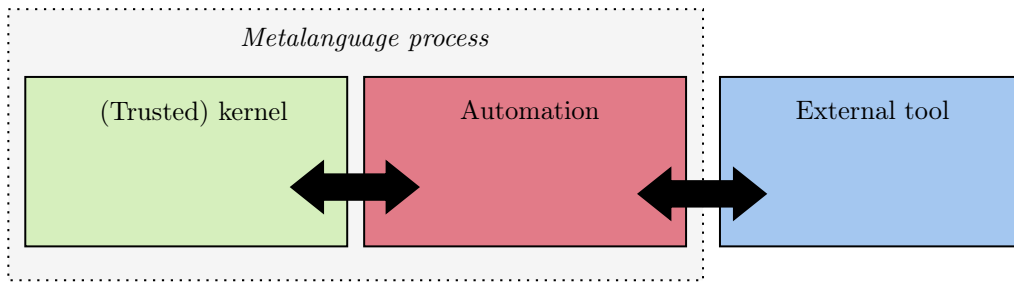 Metalanguage process
(Trusted) kernel
Automation
External tool